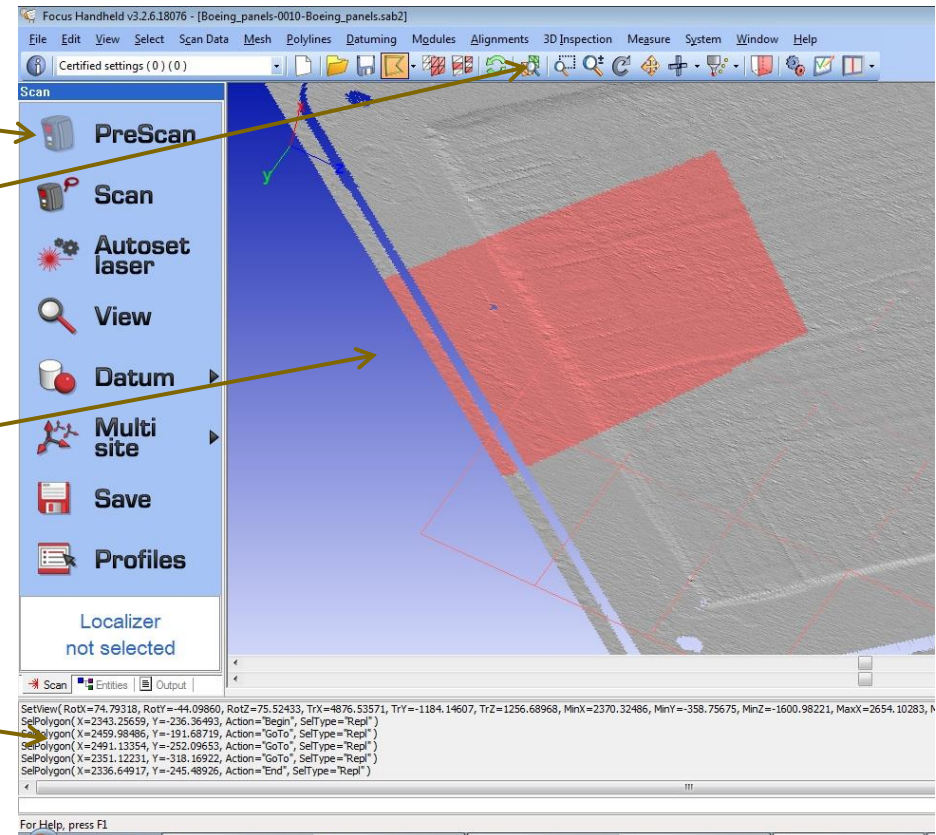 Focus Handheld v3.2.6.18076 - [Boeing_panels-0010-Boeing_panels.sab2]
File Edit View Select Scan Data Mesh Polylines Datuming Modules Alignments 3D Inspection Measure System Window Help
Certified settings ( 0 ) ( 0 )
Scan
PreScan
Scan
Autoset
laser
View
Datum
Multi
site
Save
Profiles
Localizer
not selected
Scan Entities Output
x
y
z
SetView( RotX=74.79318, RotY=-44.09860, RotZ=75.52433, TrX=4876.53571, TrY=-1184.14607, TrZ=1256.68968, MinX=2370.32486, MinY=-358.75675, MinZ=-1600.98221, MaxX=2654.10283, M
SelPolygon( X=2343.25659, Y=-236.36493, Action="Begin", SelType="Repl" )
SelPolygon( X=2459.98486, Y=-191.68719, Action="GoTo", SelType="Repl" )
SelPolygon( X=2491.13354, Y=-252.09653, Action="GoTo", SelType="Repl" )
SelPolygon( X=2351.12231, Y=-318.16922, Action="GoTo", SelType="Repl" )
SelPolygon( X=2336.64917, Y=-245.48926, Action="End", SelType="Repl" )
For Help, press F1